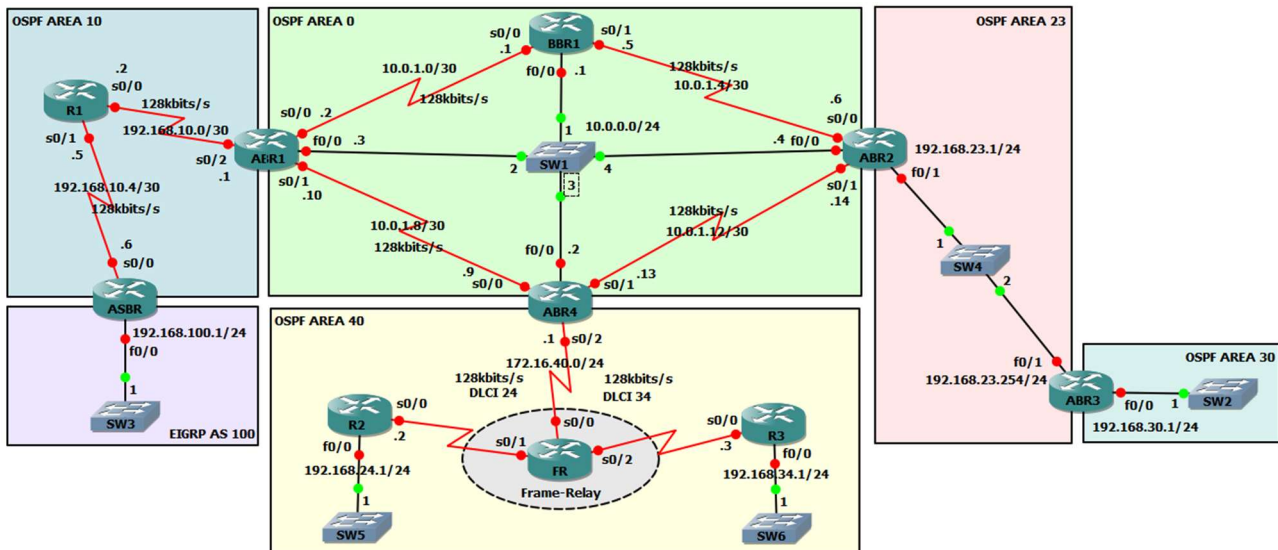 OSPF AREA 10
OSPF AREA 0
OSPF AREA 23
s0/0
.1
BBR1
s0/1
.5
.2
s0/0
R1
128kbits/s
192.168.10.0/30
s0/1
.5
192.168.10.4/30
128kbits/s
.6
s0/0
s0/2
.1
10.0.1.0/30
128kbits/s
f0/0
.1
128kbits/s
10.0.1.4/30
.6
s0/0
s0/0
.2
f0/0
.3
ABR1
s0/1
.10
1
10.0.0.0/24
2
SW1
4
3
.4
f0/0
ABR2
192.168.23.1/24
f0/1
s0/1
.14
10.0.1.8/30
128kbits/s
128kbits/s
10.0.1.12/30
f0/0
.2
.9
s0/0
.13
s0/1
ABR4
1
SW4
2
ASBR
192.168.100.1/24
f0/0
1
SW3
EIGRP AS 100
OSPF AREA 40
.1
s0/2
172.16.40.0/24
128kbits/s
DLCI 24
128kbits/s
DLCI 34
R2
s0/0
.2
f0/0
192.168.24.1/24
1
SW5
s0/0
s0/1
FR
s0/2
Frame-Relay
s0/0
.3
R3
f0/0
192.168.34.1/24
1
SW6
f0/1
192.168.23.254/24
ABR3
OSPF AREA 30
f0/0
1
SW2
192.168.30.1/24